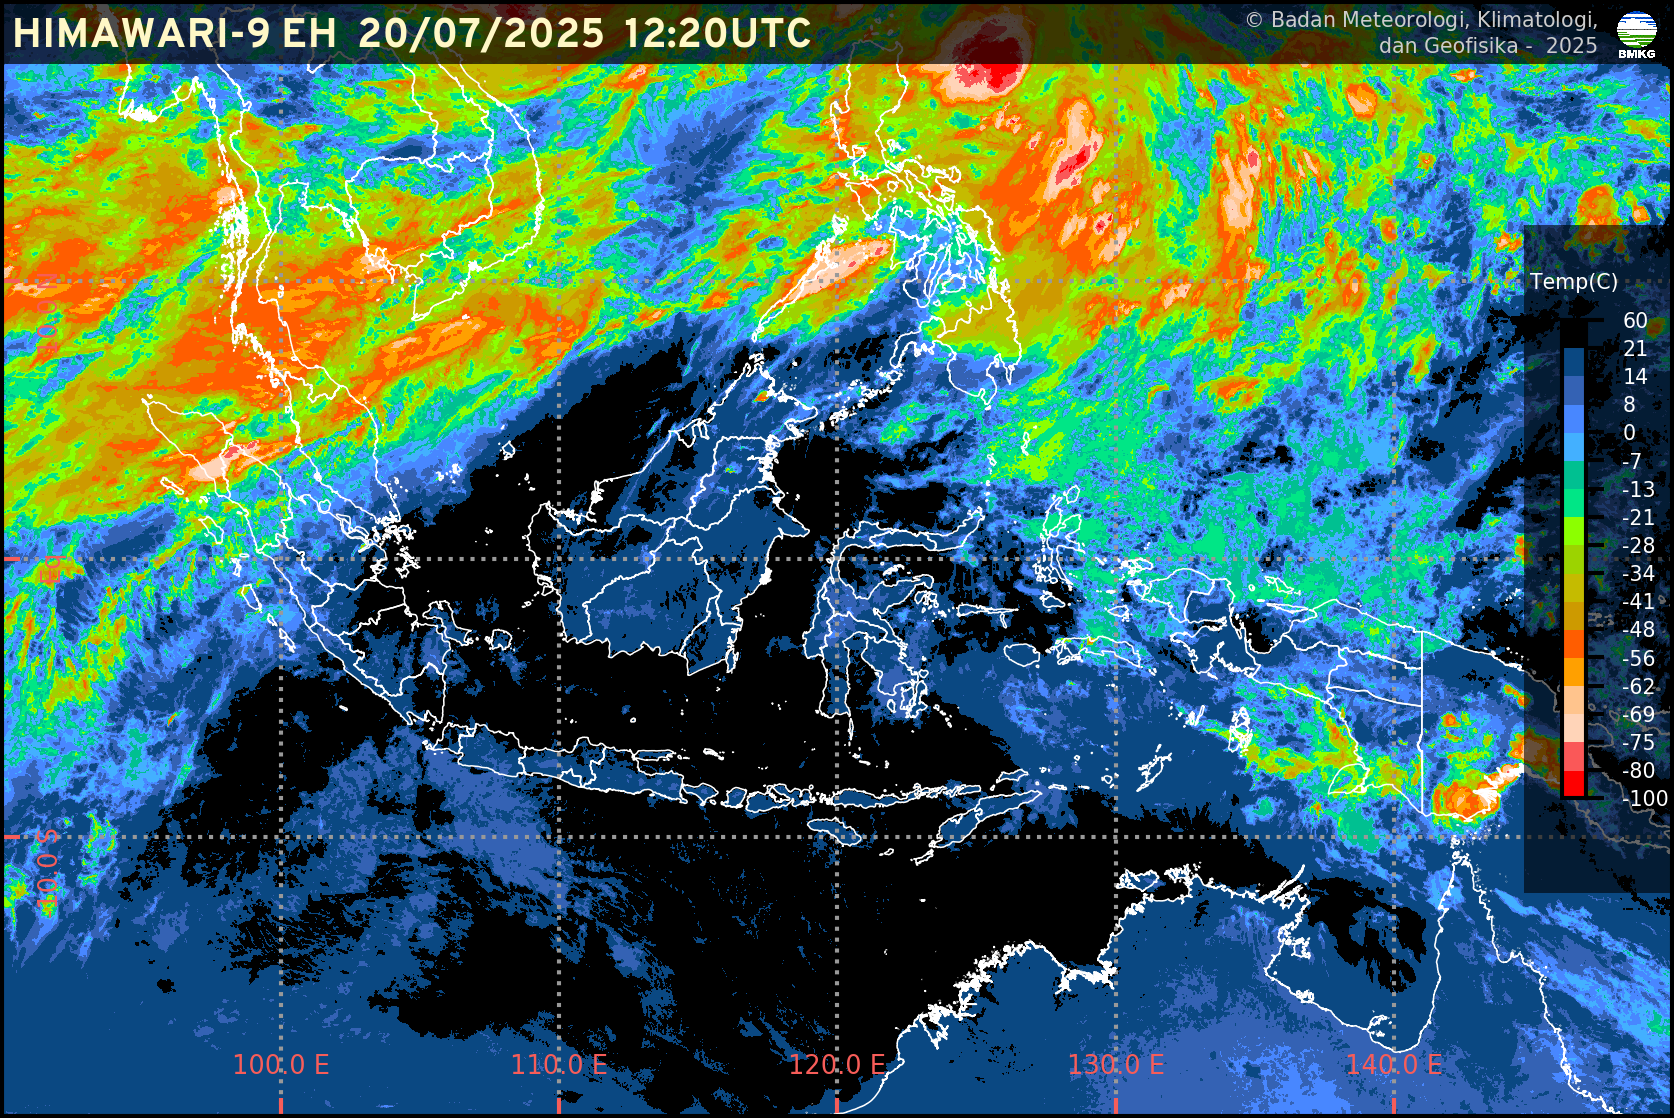 HIMAWARI-9 EH 20/07/2025 12:20UTC
© Badan Meteorologi, Klimatologi,
dan Geofisika - 2025
BMKG
Temp(C)
60
21
14
8
0
-7
-13
-21
-28
-34
-41
-48
-56
-62
-69
-75
-80
-100
10.0 S
100.0 E
110.0 E
120.0 E
130.0 E
140.0 E